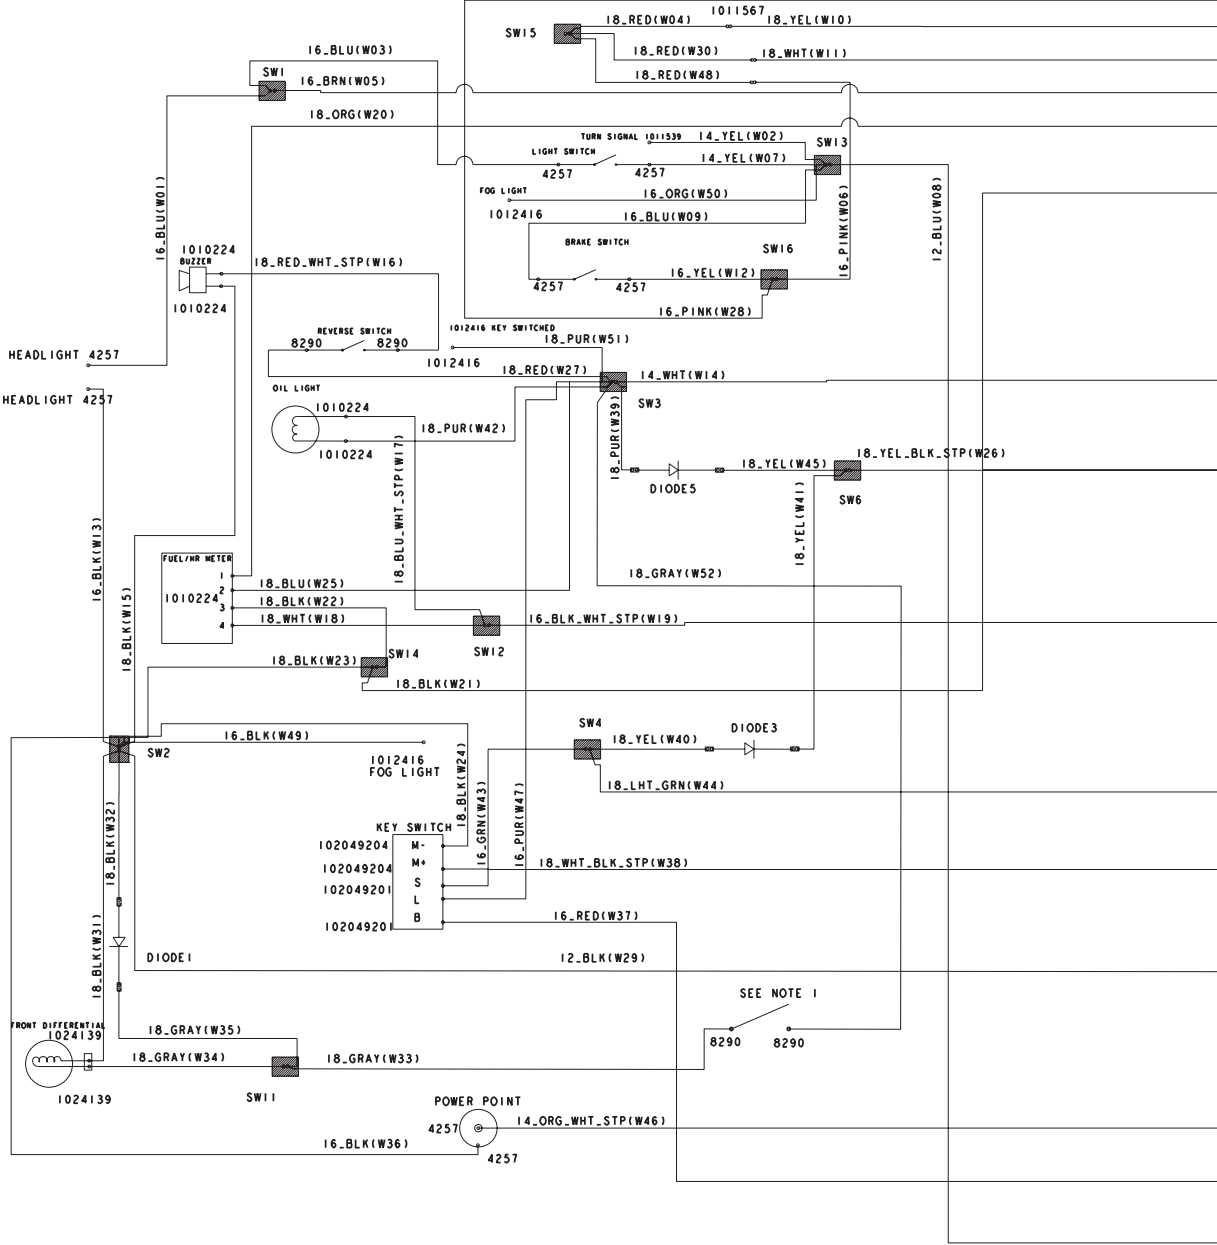 1011567
18_RED(W04)
18_YEL(W10)
SW15
16_BLU(W03)
18_RED(W30)
18_WHT(W11)
SW1
18_RED(W48)
16_BRN(W05)
18_ORG(W20)
TURN SIGNAL 1011539
14_YEL(W02)
SW13
LIGHT SWITCH
14_YEL(W07)
4257
4257
16_BLU(W01)
FOG LIGHT
16_ORG(W50)
1012416
16_BLU(W09)
16_PINK(W06)
12_BLU(W08)
BRAKE SWITCH
SW16
1010224
BUZZER
18_RED_WHT_STP(W16)
16_YEL(W12)
4257
4257
1010224
16_PINK(W28)
REVERSE SWITCH
1012416 KEY SWITCHED
8290
8290
18_PUR(W51)
HEADLIGHT 4257
1012416
18_RED(W27)
14_WHT(W14)
OIL LIGHT
HEADLIGHT 4257
SW3
1010224
18_PUR(W39)
18_PUR(W42)
18_BLU_WHT_STP(W17)
1010224
18_YEL_BLK_STP(W26)
18_YEL(W45)
DIODE5
SW6
18_YEL(W41)
16_BLK(W13)
18_BLK(W15)
FUEL/HR METER
1
18_GRAY(W52)
18_BLU(W25)
2
1010224
18_BLK(W22)
3
18_WHT(W18)
4
16_BLK_WHT_STP(W19)
SW12
SW14
18_BLK(W23)
18_BLK(W21)
SW4
DIODE3
16_BLK(W49)
18_YEL(W40)
SW2
1012416
FOG LIGHT
18_BLK(W24)
18_LHT_GRN(W44)
16_GRN(W43)
16_PUR(W47)
18_BLK(W32)
KEY SWITCH
102049204
M-
102049204
M+
18_WHT_BLK_STP(W38)
102049201
S
L
102049201
B
16_RED(W37)
18_BLK(W31)
DIODE1
12_BLK(W29)
SEE NOTE 1
FRONT DIFFERENTIAL
1024139
18_GRAY(W35)
8290
8290
18_GRAY(W34)
18_GRAY(W33)
1024139
SW11
POWER POINT
4257
14_ORG_WHT_STP(W46)
16_BLK(W36)
4257